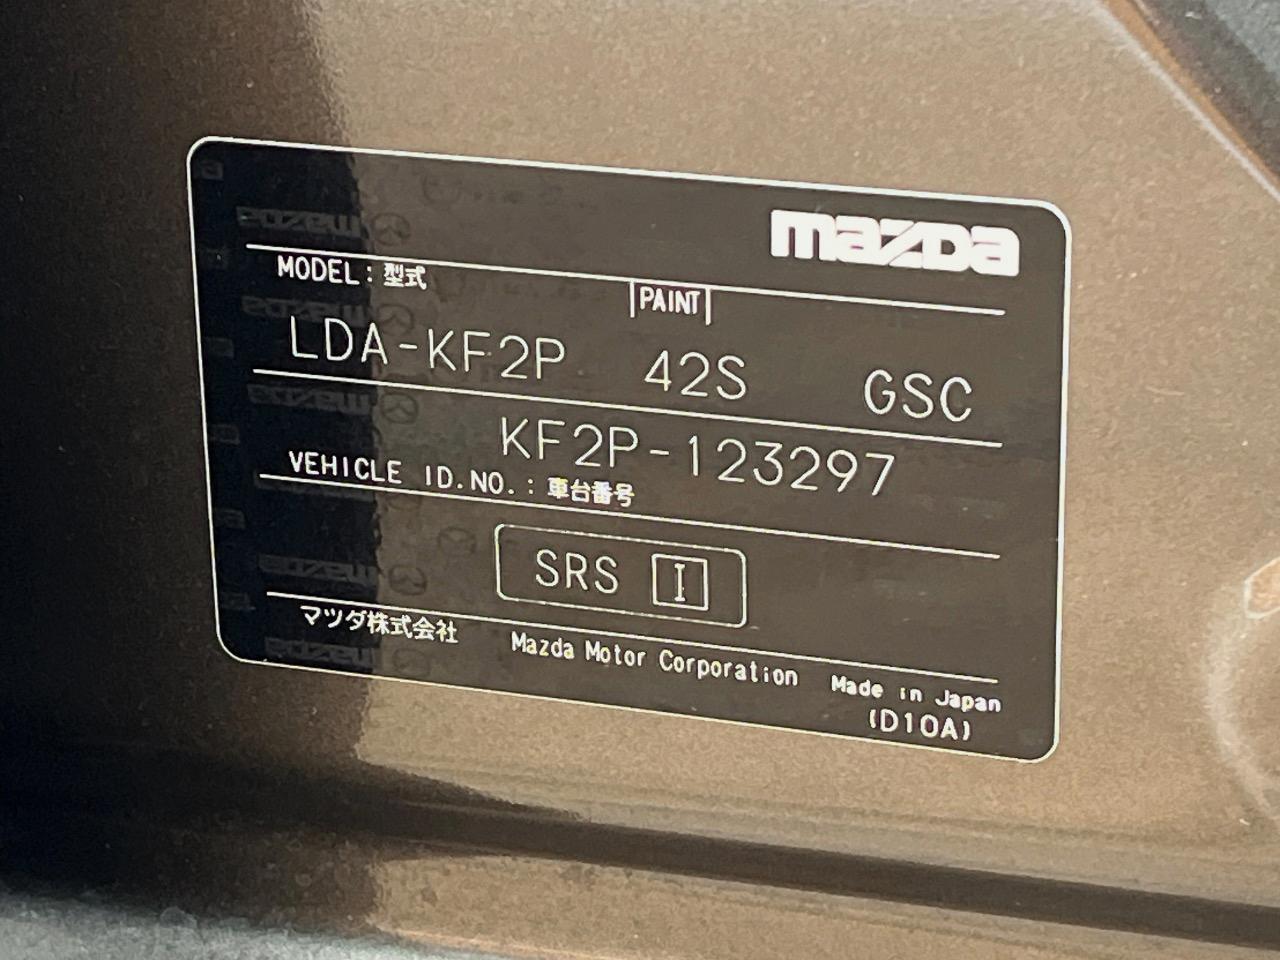 mazda
MODEL : 型式
PAINT
LDA-KF2P 42S GSC
KF2P-123297
VEHICLE ID.NO. : 車台番号
SRS I
マツダ株式会社 Mazda Motor Corporation Made in Japan
(D10A)